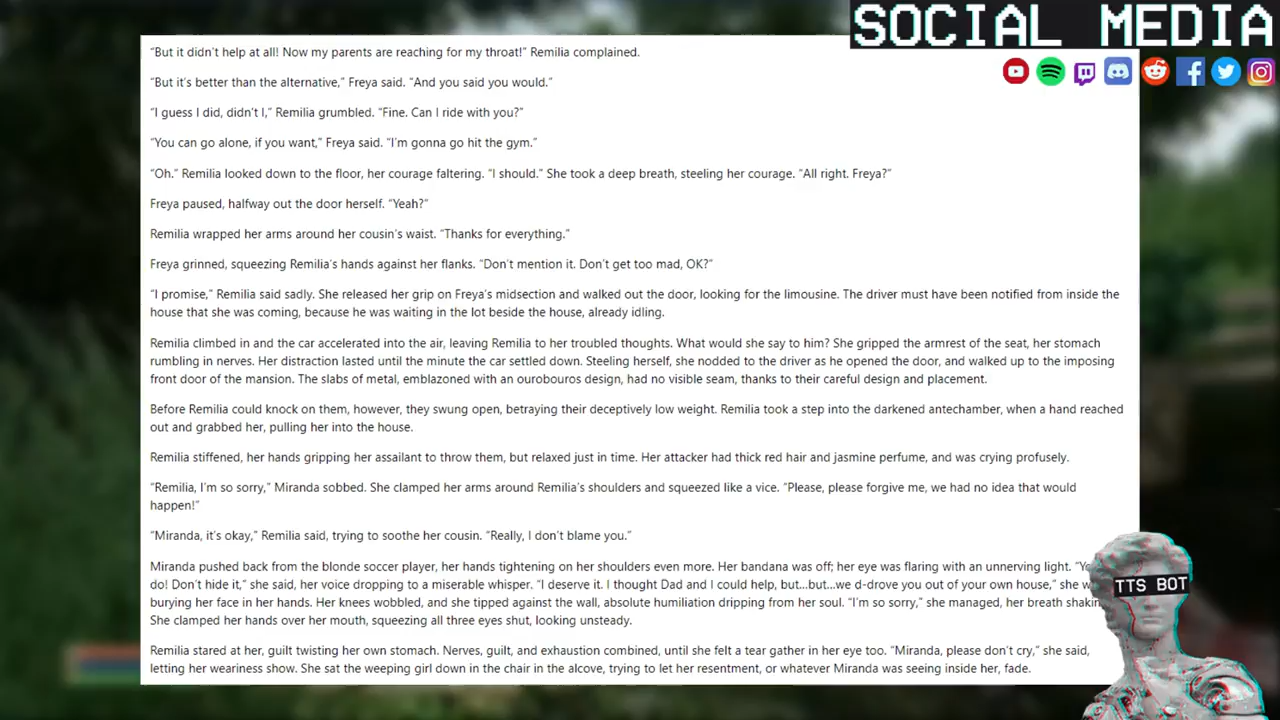 SOCIAL MEDIA
“But it didn’t help at all! Now my parents are reaching for my throat!” Remilia complained.
“But it’s better than the alternative,” Freya said. “And you said you would.”
“I guess I did, didn’t I,” Remilia grumbled. “Fine. Can I ride with you?”
“You can go alone, if you want,” Freya said. “I’m gonna go hit the gym.”
“Oh.” Remilia looked down to the floor, her courage faltering. “I should.” She took a deep breath, steeling her courage. “All right. Freya?”
Freya paused, halfway out the door herself. “Yeah?”
Remilia wrapped her arms around her cousin’s waist. “Thanks for everything.”
Freya grinned, squeezing Remilia’s hands against her flanks. “Don’t mention it. Don’t get too mad, OK?”
“I promise,” Remilia said sadly. She released her grip on Freya’s midsection and walked out the door, looking for the limousine. The driver must have been notified from inside the
house that she was coming, because he was waiting in the lot beside the house, already idling.
Remilia climbed in and the car accelerated into the air, leaving Remilia to her troubled thoughts. What would she say to him? She gripped the armrest of the seat, her stomach
rumbling in nerves. Her distraction lasted until the minute the car settled down. Steeling herself, she nodded to the driver as he opened the door, and walked up to the imposing
front door of the mansion. The slabs of metal, emblazoned with an ourobouros design, had no visible seam, thanks to their careful design and placement.
Before Remilia could knock on them, however, they swung open, betraying their deceptively low weight. Remilia took a step into the darkened antechamber, when a hand reached
out and grabbed her, pulling her into the house.
Remilia stiffened, her hands gripping her assailant to throw them, but relaxed just in time. Her attacker had thick red hair and jasmine perfume, and was crying profusely.
“Remilia, I’m so sorry,” Miranda sobbed. She clamped her arms around Remilia’s shoulders and squeezed like a vice. “Please, please forgive me, we had no idea that would
happen!”
“Miranda, it’s okay,” Remilia said, trying to soothe her cousin. “Really, I don’t blame you.”
Miranda pushed back from the blonde soccer player, her hands tightening on her shoulders even more. Her bandana was off; her eye was flaring with an unnerving light.
do! Don’t hide it,” she said, her voice dropping to a miserable whisper. “I deserve it. I thought Dad and I could help, but...but...we d-drove you out of your own house,” she
burying her face in her hands. Her knees wobbled, and she tipped against the wall, absolute humiliation dripping from her soul. “I’m so sorry,” she managed, her breath
She clamped her hands over her mouth, squeezing all three eyes shut, looking unsteady.
Remilia stared at her, guilt twisting her own stomach. Nerves, guilt, and exhaustion combined, until she felt a tear gather in her eye too. “Miranda, please don’t cry,” she said,
letting her weariness show. She sat the weeping girl down in the chair in the alcove, trying to let her resentment, or whatever Miranda was seeing inside her, fade.
TTS BOT